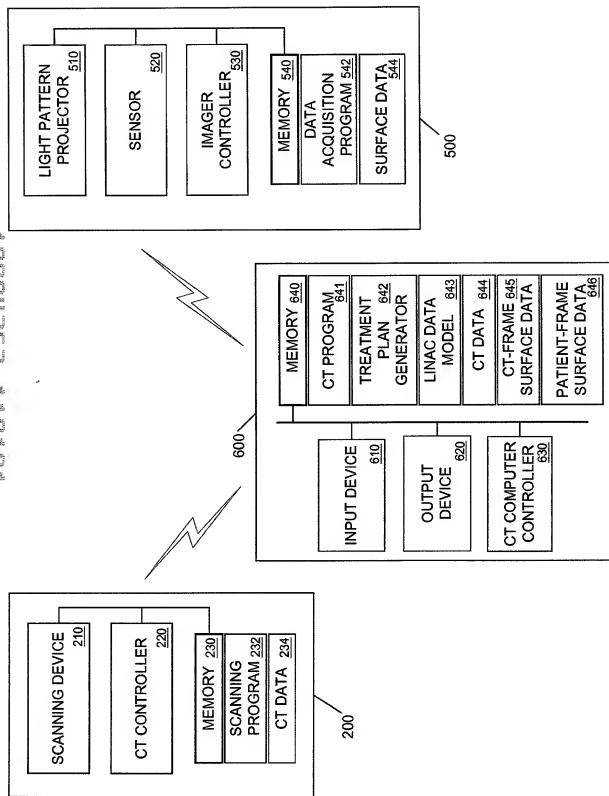 SCANNING DEVICE
210
CT CONTROLLER
220
MEMORY
230
SCANNING
PROGRAM
232
CT DATA
234
200
600
INPUT DEVICE
610
OUTPUT
DEVICE
620
CT COMPUTER
CONTROLLER
630
MEMORY
640
CT PROGRAM
641
TREATMENT
PLAN
GENERATOR
642
LINAC DATA
MODEL
643
CT DATA
644
CT-FRAME
SURFACE DATA
645
PATIENT-FRAME
SURFACE DATA
646
LIGHT PATTERN
PROJECTOR
510
SENSOR
520
IMAGER
CONTROLLER
530
MEMORY
540
DATA
ACQUISITION
PROGRAM
542
SURFACE DATA
544
500